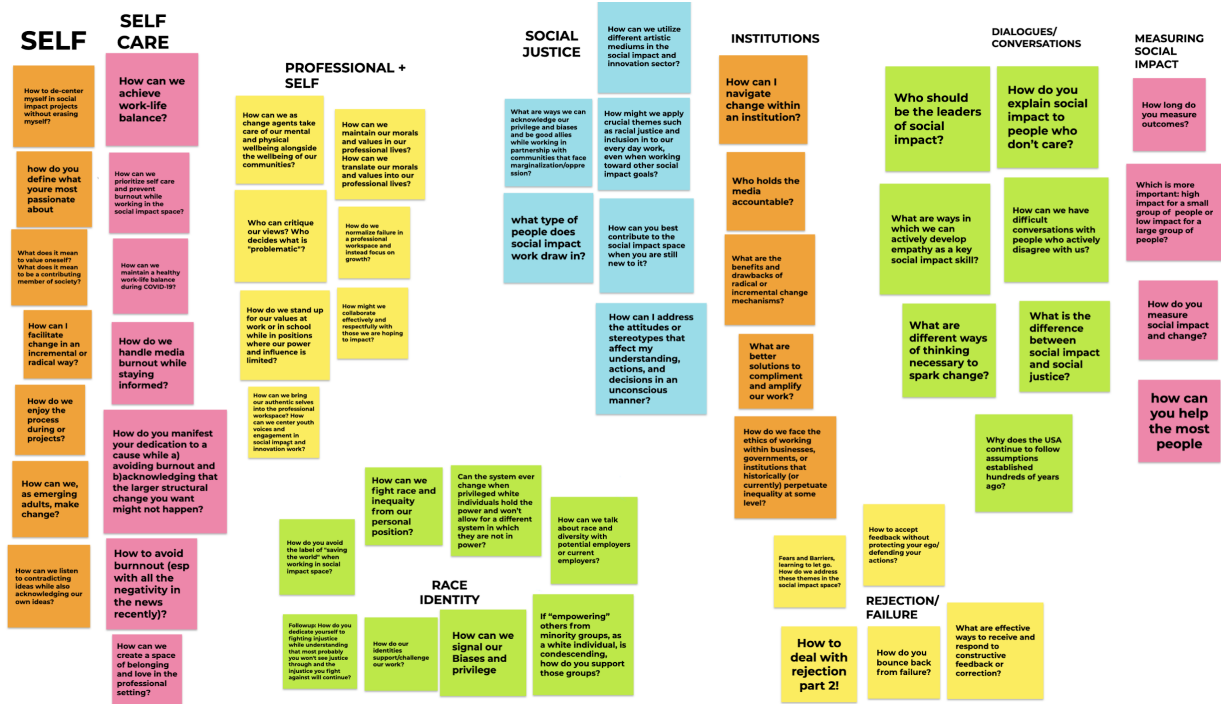 SELF
How to de-center
myself in social
impact projects
without erasing
myself?
how do you
define what
youre most
passionate
about
What does it mean
to value oneself?
What does it mean
to be a contributing
member of society?
How can I
facilitate
change in an
incremental or
radical way?
How do we
enjoy the
process during
or projects?
How can we,
as emerging
adults, make
change?
How can we listen
to contradicting
ideas while also
acknowledging our
own ideas?
SELF
CARE
How can we
achieve
work-life
balance?
How can we
prioritize self care
and prevent
burnout while
working in the
social impact space?
How can we
maintain a healthy
work-life balance
during COVID-19?
How do we
handle media
burnout while
staying
informed?
How do you manifest
your dedication to a
cause while a)
avoiding burnout and
b)acknowledging that
the larger structural
change you want
might not happen?
How to avoid
burnnout (esp
with all the
negativity in
the news
recently)?
How can we
create a space
of belonging
and love in the
professional
setting?
PROFESSIONAL +
SELF
How can we as
change agents take
care of our mental
and physical
wellbeing alongside
the wellbeing of our
communities?
How can we
maintain our morals
and values in our
professional lives?
How can we
translate our morals
and values into our
professional lives?
Who can critique
our views? Who
decides what is
"problematic"?
How do we
normalize failure in
a professional
workspace and
instead focus on
growth?
How do we stand up
for our values at
work or in school
while in positions
where our power
and influence is
limited?
How might we
collaborate
effectively and
respectfully with
those we are hoping
to impact?
How can we bring
our authentic selves
into the professional
workspace? How
can we center youth
voices and
engagement in
social impact and
innovation work?
SOCIAL
JUSTICE
How can we utilize
different artistic
mediums in the
social impact and
innovation sector?
What are ways we can
acknowledge our
privilege and biases
and be good allies
while working in
partnership with
communities that face
marginalization/oppre
ssion?
How might we apply
crucial themes such
as racial justice and
inclusion in to our
every day work,
even when working
toward other social
impact goals?
what type of
people does
social impact
work draw in?
How can you best
contribute to the
social impact space
when you are still
new to it?
How can I address
the attitudes or
stereotypes that
affect my
understanding,
actions, and
decisions in an
unconscious
manner?
INSTITUTIONS
How can I
navigate
change within
an institution?
Who holds the
media
accountable?
What are the
benefits and
drawbacks of
radical or
incremental change
mechanisms?
What are
better
solutions to
compliment
and amplify
our work?
How do we face the
ethics of working
within businesses,
governments, or
institutions that
historically (or
currently) perpetuate
inequality at some
level?
DIALOGUES/
CONVERSATIONS
Who should
be the leaders
of social
impact?
How do you
explain social
impact to
people who
don’t care?
What are ways in
which we can
actively develop
empathy as a key
social impact skill?
How can we have
difficult
conversations with
people who actively
disagree with us?
What are
different ways
of thinking
necessary to
spark change?
What is the
difference
between
social impact
and social
justice?
Why does the USA
continue to follow
assumptions
established
hundreds of years
ago?
MEASURING
SOCIAL
IMPACT
How long do
you measure
outcomes?
Which is more
important: high
impact for a small
group of people or
low impact for a
large group of
people?
How do you
measure
social impact
and change?
how can
you help
the most
people
RACE
IDENTITY
How can we
fight race and
inequaity
from our
personal
position?
Can the system ever
change when
privileged white
individuals hold the
power and won’t
allow for a different
system in which
they are not in
power?
How can we talk
about race and
diversity with
potential employers
or current
employers?
How do you avoid
the label of "saving
the world" when
working in social
impact space?
Followup: How do you
dedicate yourself to
fighting injustice
while understanding
that most probably
you won't see justice
through and the
injustice you fight
against will continue?
How do our
identities
support/challenge
our work?
How can we
signal our
Biases and
privilege
If “empowering”
others from
minority groups, as
a white individual, is
condescending,
how do you support
those groups?
REJECTION/
FAILURE
How to accept
feedback without
protecting your ego/
defending your
actions?
Fears and Barriers,
learning to let go.
How do we address
these themes in the
social impact space?
How to
deal with
rejection
part 2!
How do you
bounce back
from failure?
What are effective
ways to receive and
respond to
constructive
feedback or
correction?